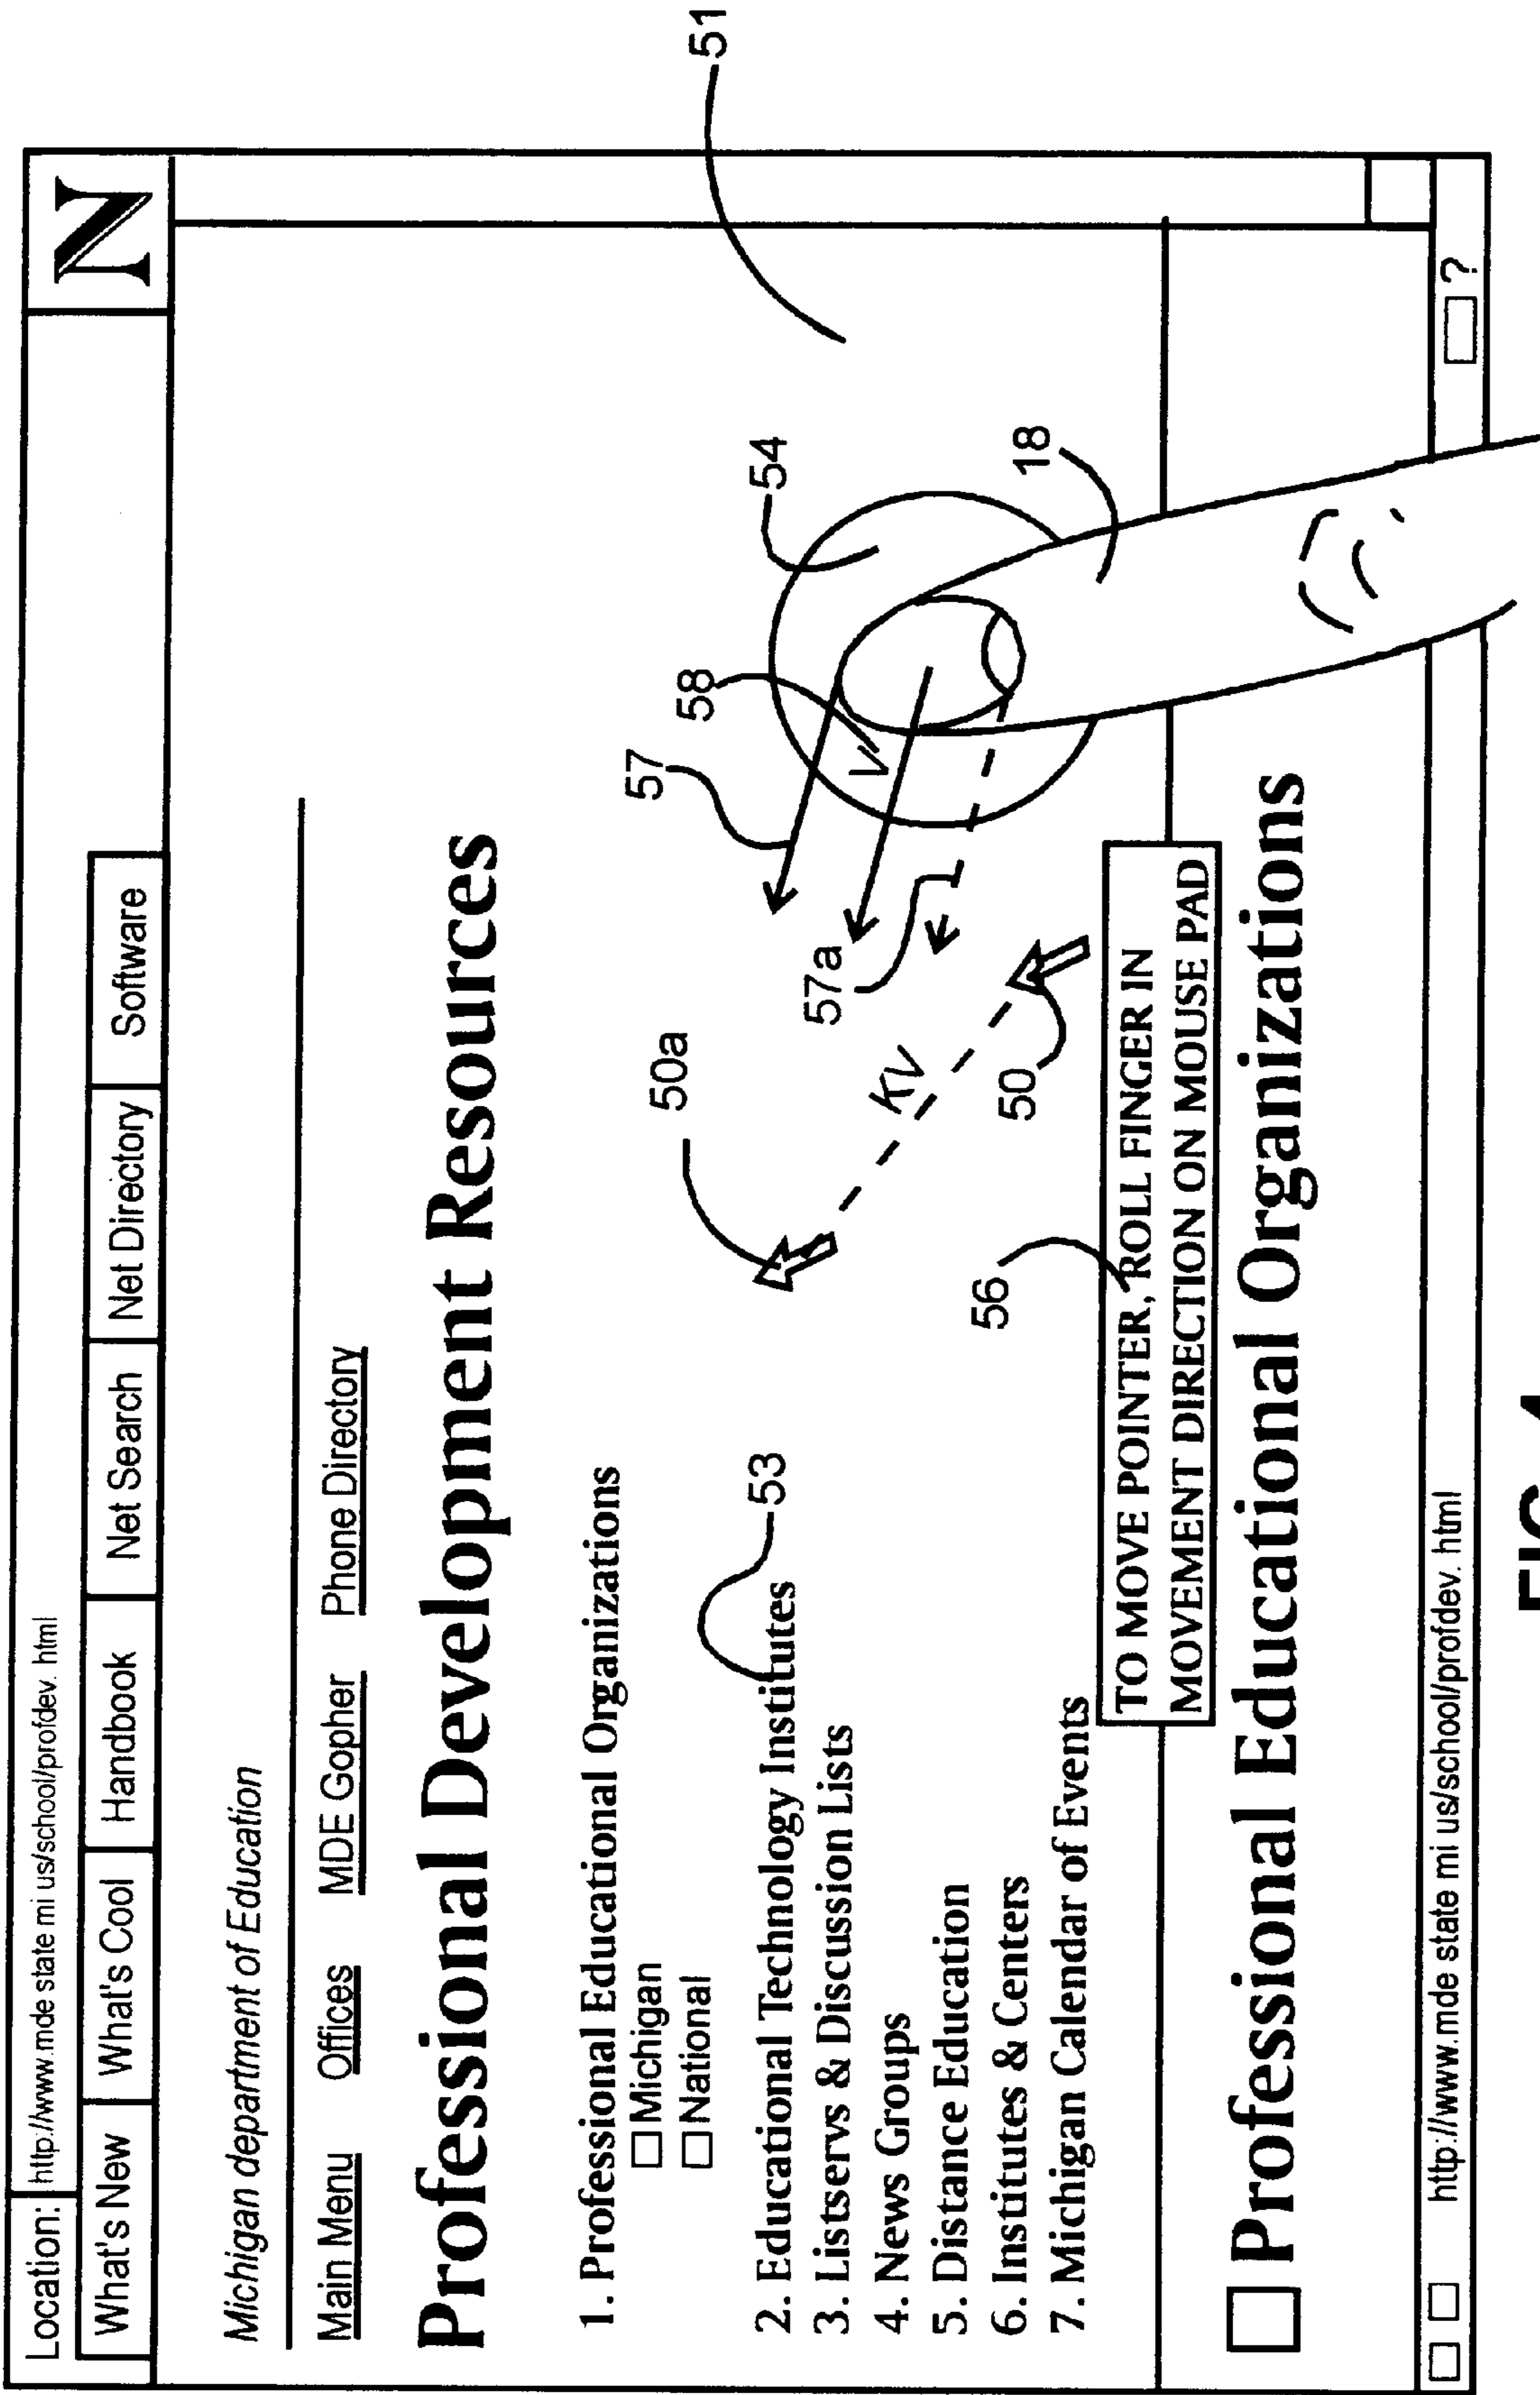 Location: http://www.mde state mi us/school/profdev. html
N
What's New What's Cool Handbook Net Search Net Directory Software
Michigan department of Education
Main Menu Offices MDE Gopher Phone Directory
Professional Development Resources
1. Professional Educational Organizations
□ Michigan
□ National
2. Educational Technology Institutes
3. Listservs & Discussion Lists
4. News Groups
5. Distance Education
6. Institutes & Centers
7. Michigan Calendar of Events
51
53
54
57
58
V
18
57a
50a
KV
50
56
TO MOVE POINTER, ROLL FINGER IN
MOVEMENT DIRECTION ON MOUSE PAD
□ Professional Educational Organizations
http://www.mde state mi us/school/profdev. html
?